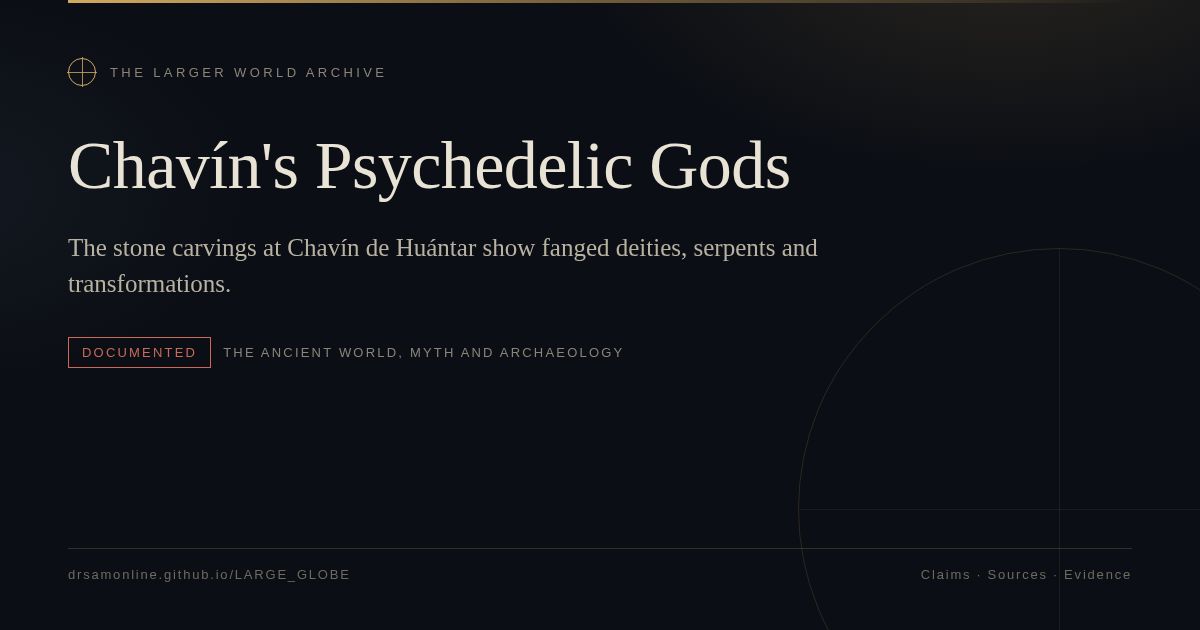 THE LARGER WORLD ARCHIVE
Chavín's Psychedelic Gods
The stone carvings at Chavín de Huántar show fanged deities, serpents and
transformations.
DOCUMENTED THE ANCIENT WORLD, MYTH AND ARCHAEOLOGY
drsamonline.github.io/LARGE_GLOBE
Claims · Sources · Evidence